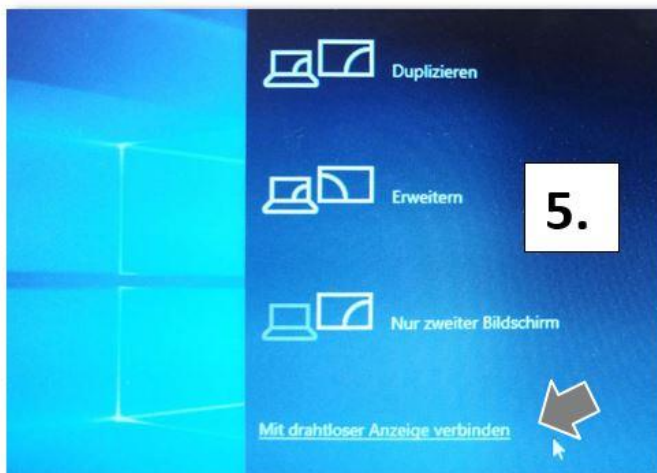 Duplizieren
Erweitern
5.
Nur zweiter Bildschirm
Mit drahtloser Anzeige verbinden